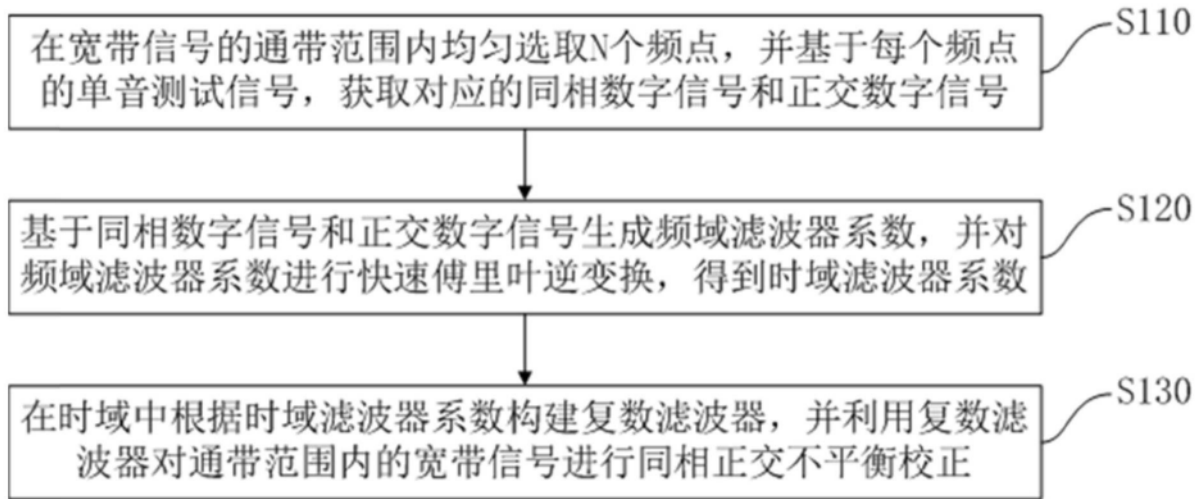 在宽带信号的通带范围内均匀选取N个频点，并基于每个频点
的单音测试信号，获取对应的同相数字信号和正交数字信号
S110
基于同相数字信号和正交数字信号生成频域滤波器系数，并对
频域滤波器系数进行快速傅里叶逆变换，得到时域滤波器系数
S120
在时域中根据时域滤波器系数构建复数滤波器，并利用复数滤
波器对通带范围内的宽带信号进行同相正交不平衡校正
S130